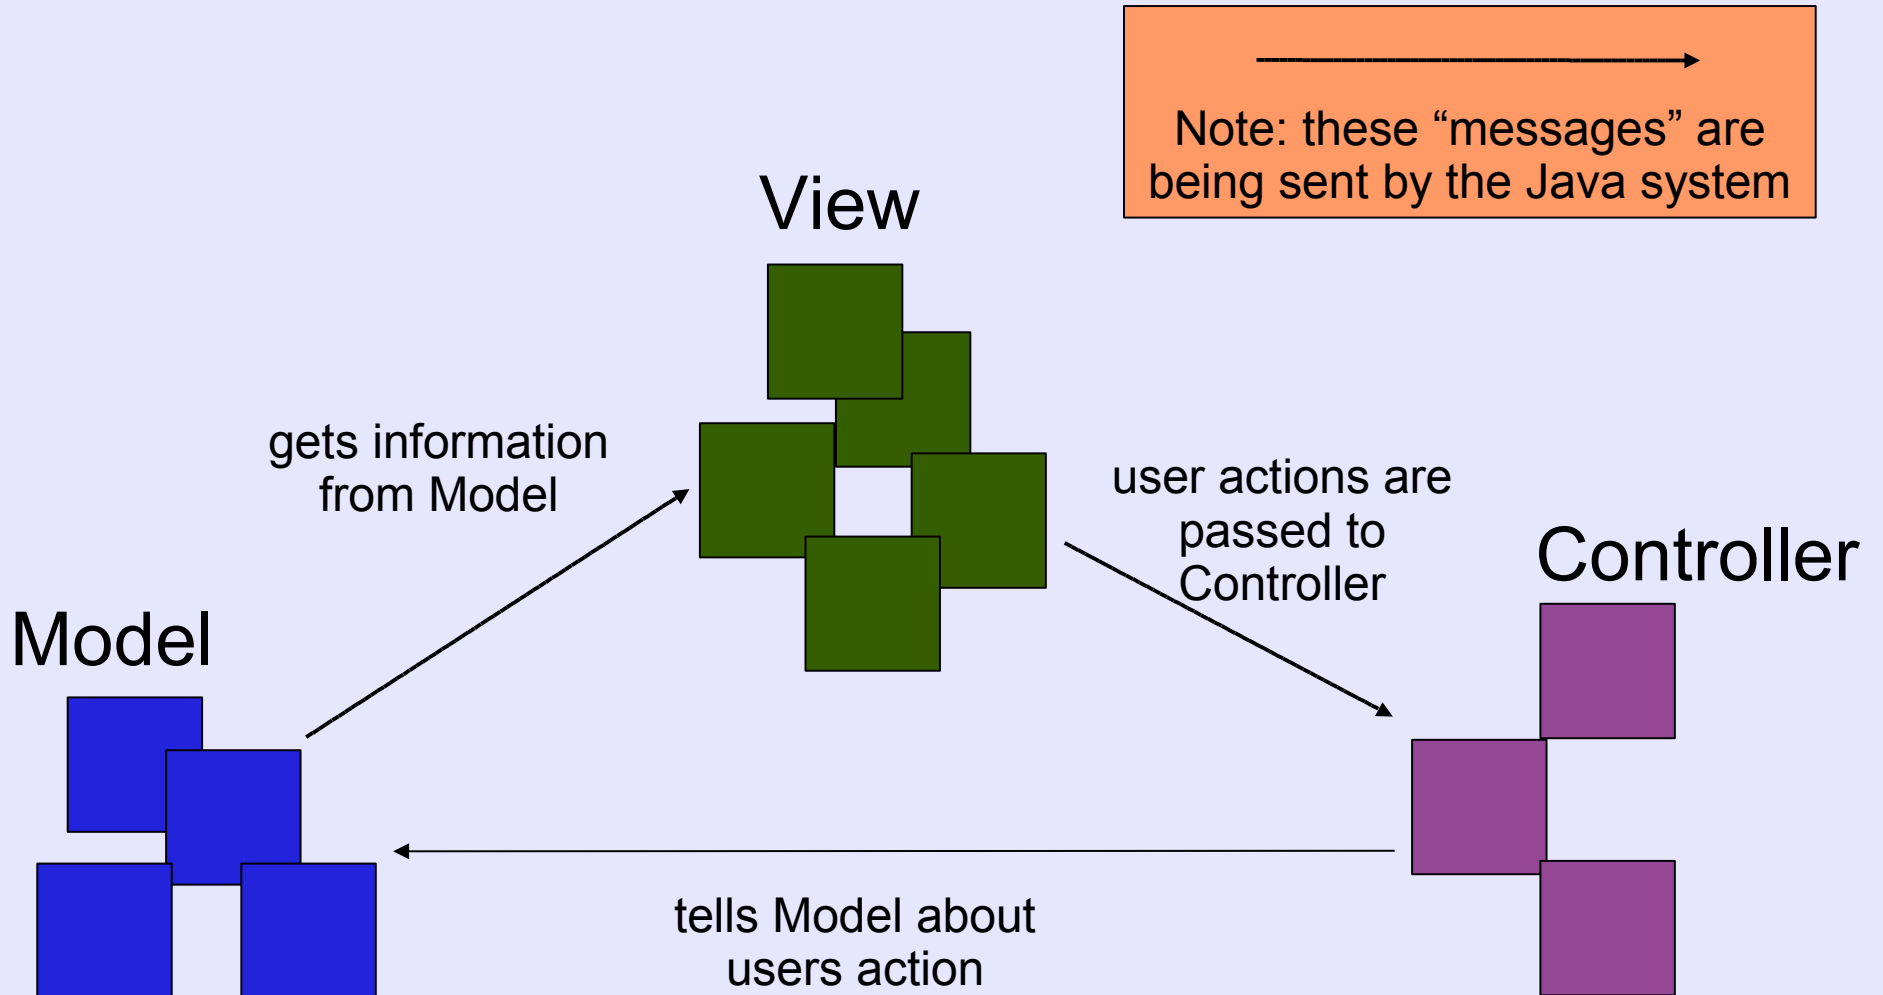 Note: these “messages” are
being sent by the Java system
View
gets information
from Model
user actions are
passed to
Controller
Controller
Model
tells Model about
users action